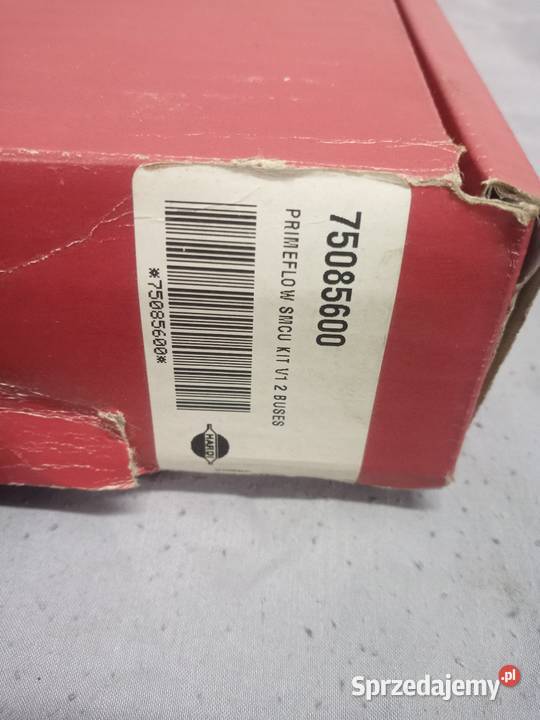 75085600
PRIMEFLOW SMCU KIT V1 2 BUSES
*75085600*
HARDI
Sprzedajemy.pl